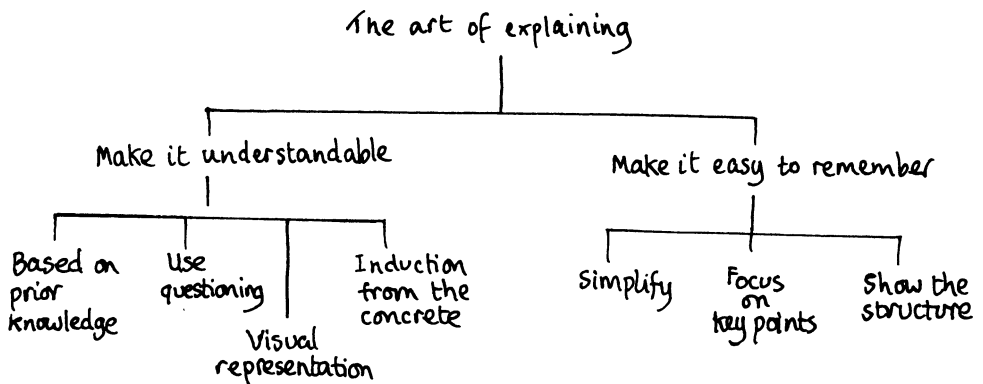 The art of explaining
Make it understandable
Make it easy to remember
Based on
prior
knowledge
Use
questioning
Visual
representation
Induction
from the
concrete
Simplify
Focus
on
key points
Show the
structure